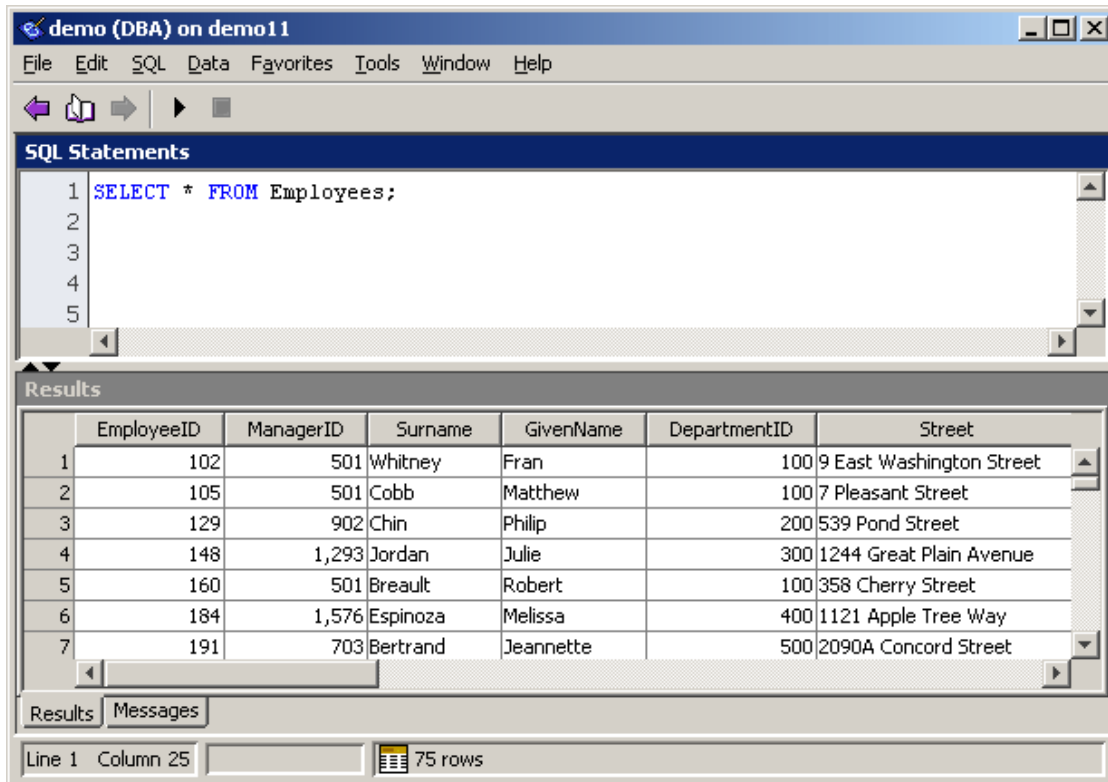 demo (DBA) on demo11
File Edit SQL Data Favorites Tools Window Help
SQL Statements
1 SELECT * FROM Employees;
2
3
4
5
Results
EmployeeID ManagerID Surname GivenName DepartmentID Street
1 102 501 Whitney Fran 100 9 East Washington Street
2 105 501 Cobb Matthew 100 7 Pleasant Street
3 129 902 Chin Philip 200 539 Pond Street
4 148 1,293 Jordan Julie 300 1244 Great Plain Avenue
5 160 501 Breault Robert 100 358 Cherry Street
6 184 1,576 Espinoza Melissa 400 1121 Apple Tree Way
7 191 703 Bertrand Jeannette 500 2090A Concord Street
Results Messages
Line 1 Column 25 75 rows